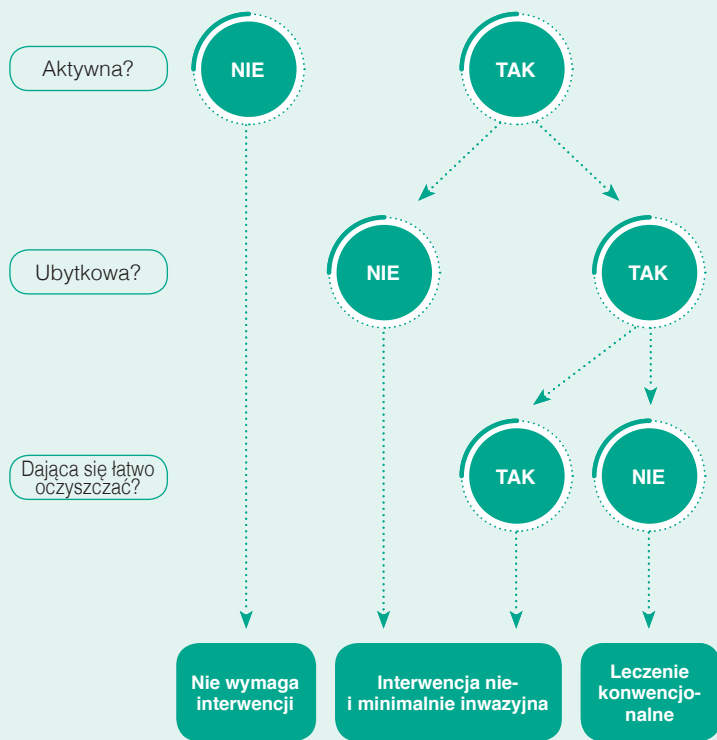 Aktywna?
NIE
TAK
Ubytkowa?
NIE
TAK
Dająca się łatwo
oczyszczać?
TAK
NIE
Nie wymaga
interwencji
Interwencja nie-
i minimalnie inwazyjna
Leczenie
konwencjo-
nalne